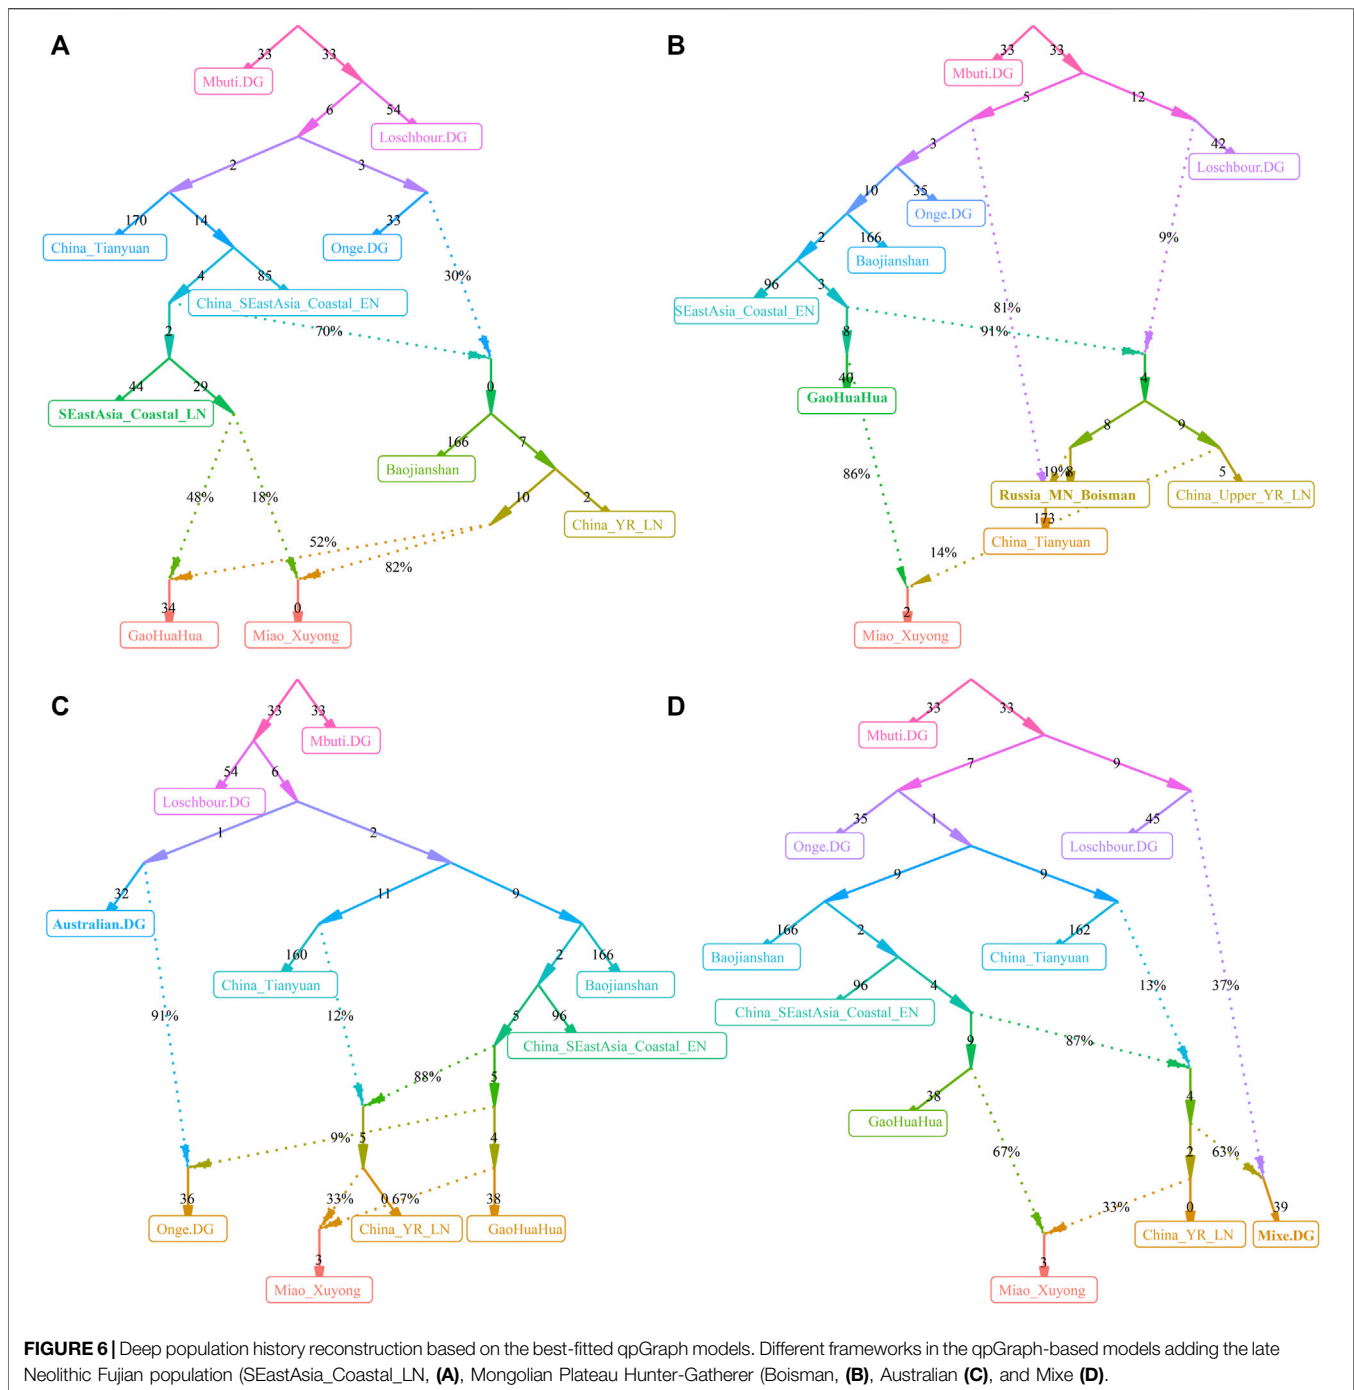 A
33
33
Mbuti.DG
6
54
Loschbour.DG
2
3
170
14
33
China_Tianyuan
Onge.DG
4
85
30%
China_SEastAsia_Coastal_EN
2
70%
44
29
0
SEastAsia_Coastal_LN
166
7
Baojianshan
48%
18%
10
2
China_YR_LN
52%
82%
34
0
GaoHuaHua
Miao_Xuyong
B
33
33
Mbuti.DG
5
12
3
42
Loschbour.DG
10
35
Onge.DG
2
166
9%
Baojianshan
96
3
SEastAsia_Coastal_EN
81%
91%
8
40
4
GaoHuaHua
8
9
86%
19%
8
5
Russia_MN_Boisman
China_Upper_YR_LN
173
China_Tianyuan
14%
2
Miao_Xuyong
C
33
33
Mbuti.DG
54
6
Loschbour.DG
1
2
32
11
9
Australian.DG
160
2
166
China_Tianyuan
Baojianshan
91%
12%
5
96
China_SEastAsia_Coastal_EN
88%
5
9%
5
4
36
33%
0
67%
38
Onge.DG
China_YR_LN
GaoHuaHua
3
Miao_Xuyong
D
33
33
Mbuti.DG
7
9
35
1
45
Onge.DG
Loschbour.DG
9
9
166
2
162
Baojianshan
China_Tianyuan
96
4
13%
37%
China_SEastAsia_Coastal_EN
9
87%
38
4
GaoHuaHua
67%
2
63%
33%
0
39
China_YR_LN
Mixe.DG
3
Miao_Xuyong
FIGURE 6 | Deep population history reconstruction based on the best-fitted qpGraph models. Different frameworks in the qpGraph-based models adding the late
Neolithic Fujian population (SEastAsia_Coastal_LN, (A), Mongolian Plateau Hunter-Gatherer (Boisman, (B), Australian (C), and Mixe (D).